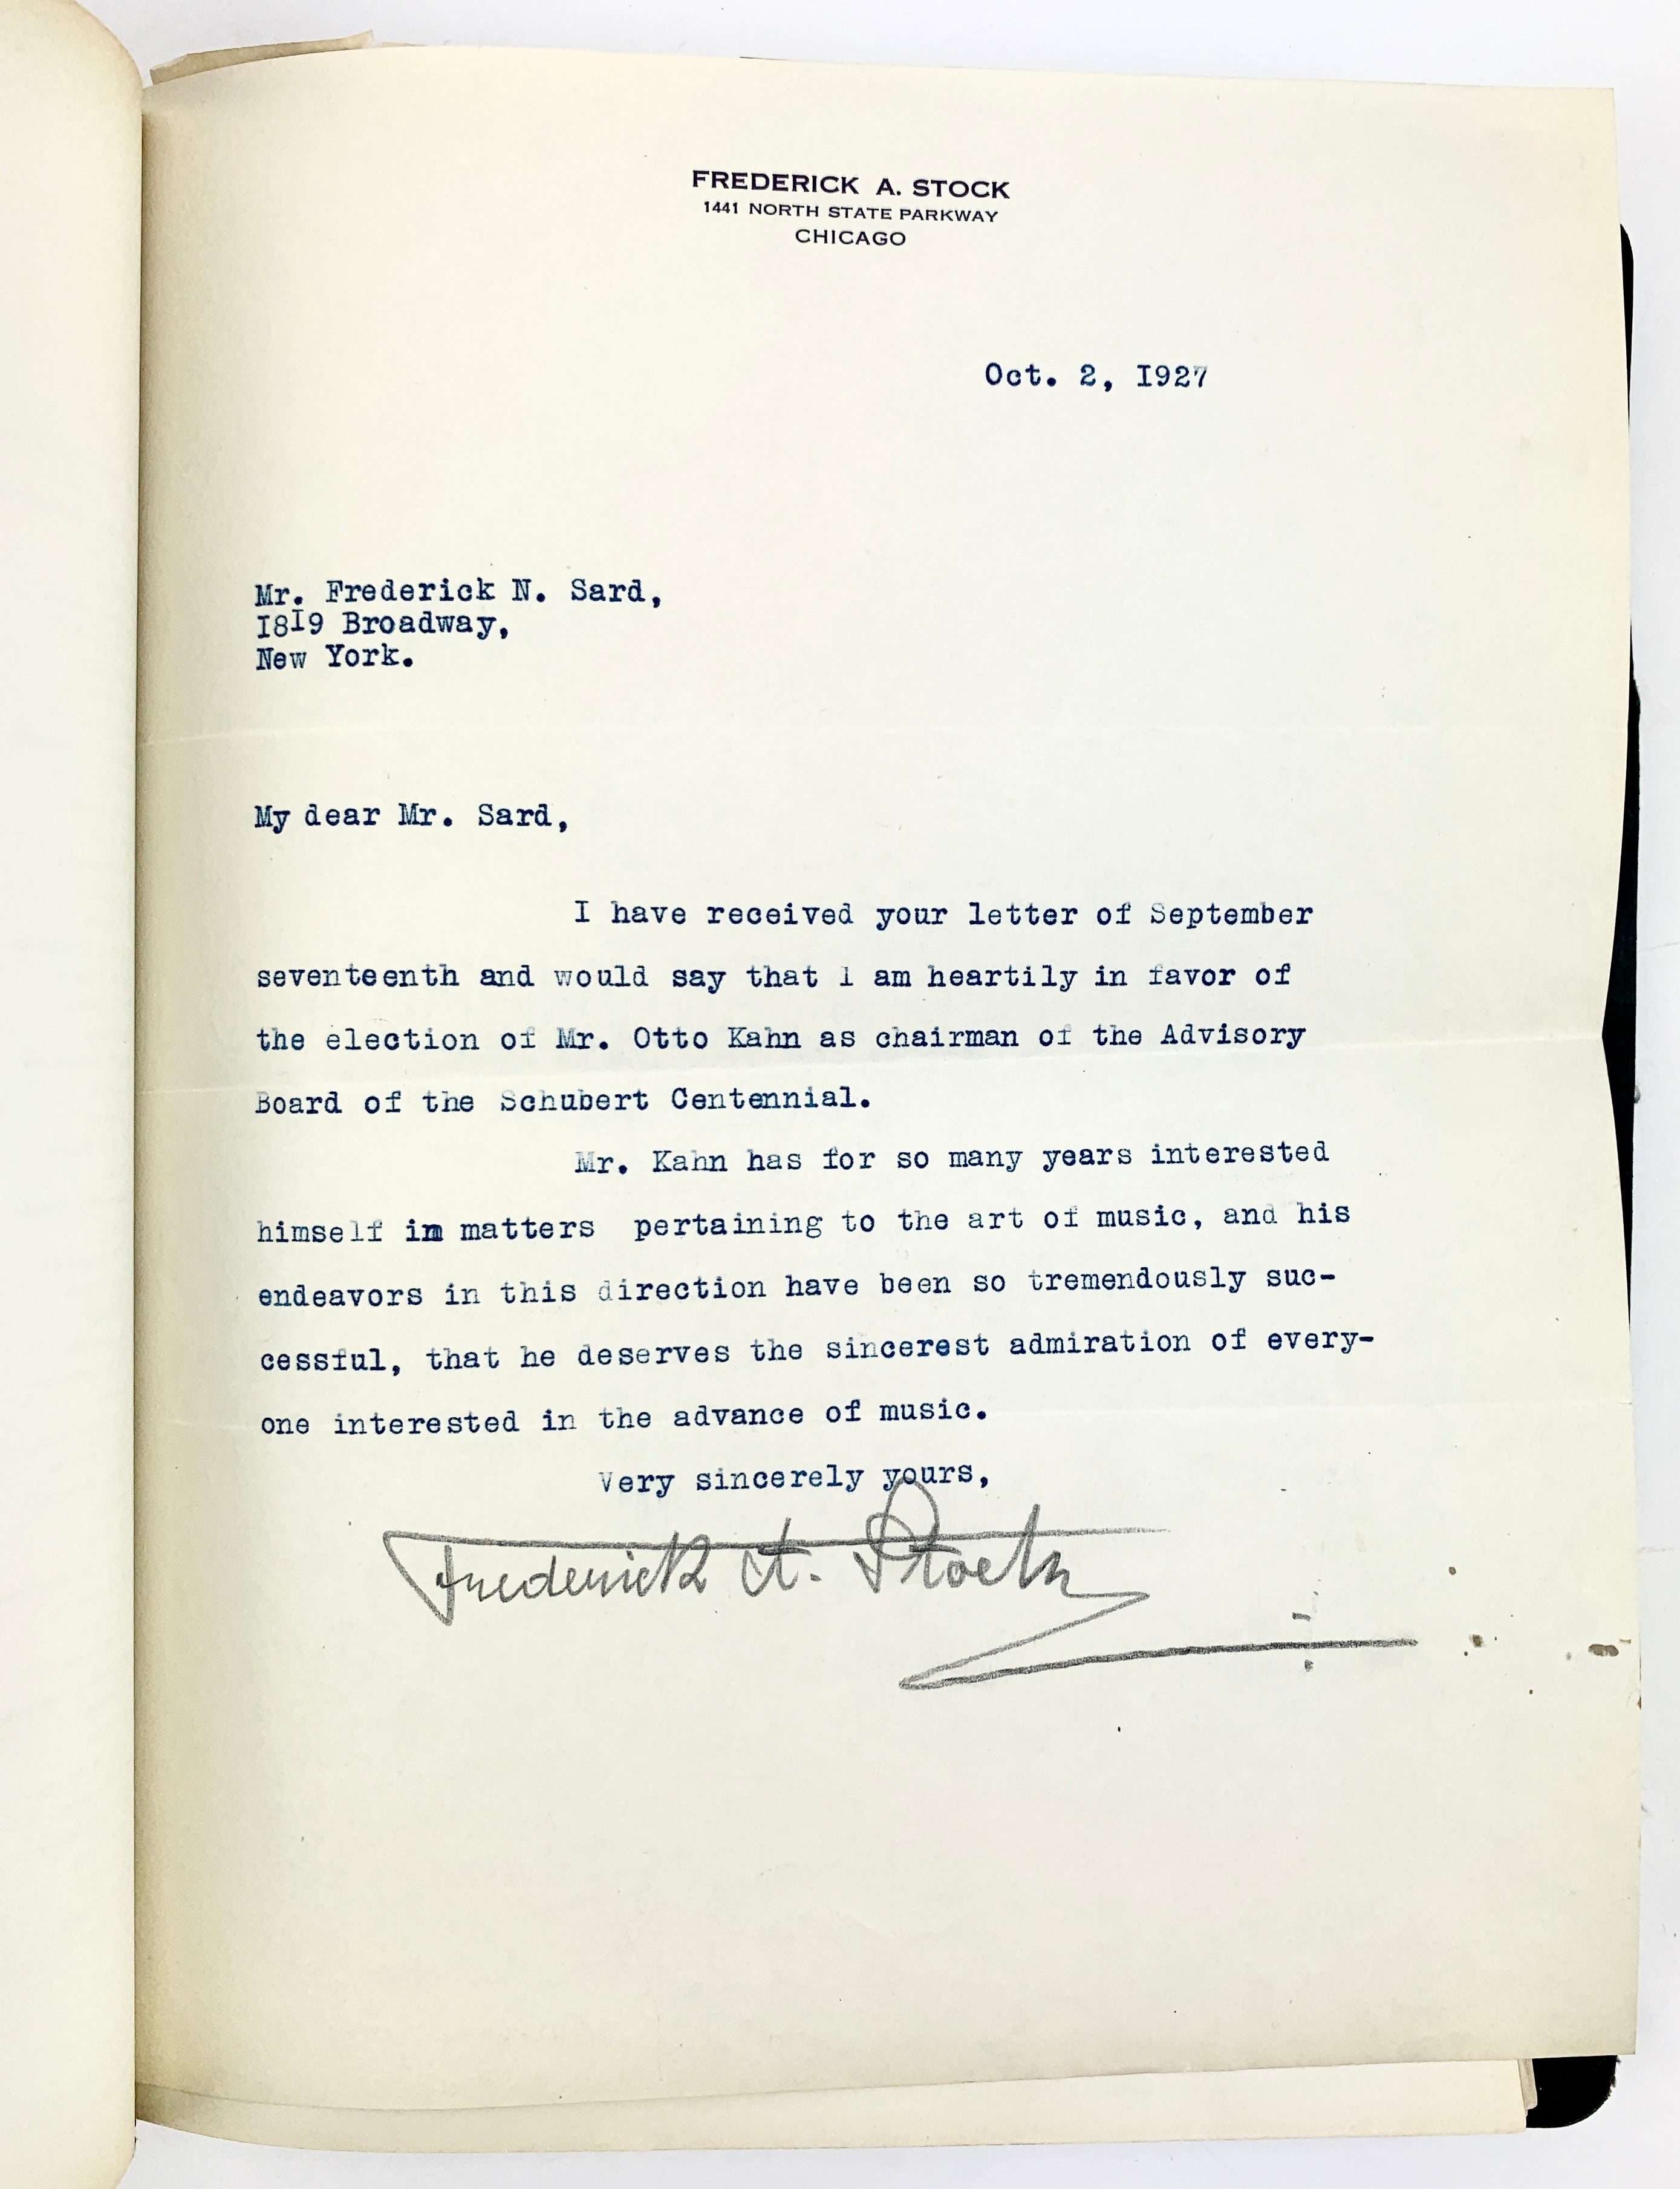 FREDERICK A. STOCK
1441 NORTH STATE PARKWAY
CHICAGO
Oct. 2, I927
Mr. Frederick N. Sard,
I8I9 Broadway,
New York.
My dear Mr. Sard,
I have received your letter of September
seventeenth and would say that I am heartily in favor of
the election of Mr. Otto Kahn as chairman of the Advisory
Board of the Schubert Centennial.
Mr. Kahn has for so many years interested
himself in matters pertaining to the art of music, and his
endeavors in this direction have been so tremendously suc-
cessful, that he deserves the sincerest admiration of every-
one interested in the advance of music.
Very sincerely yours,
Frederick A. Stock